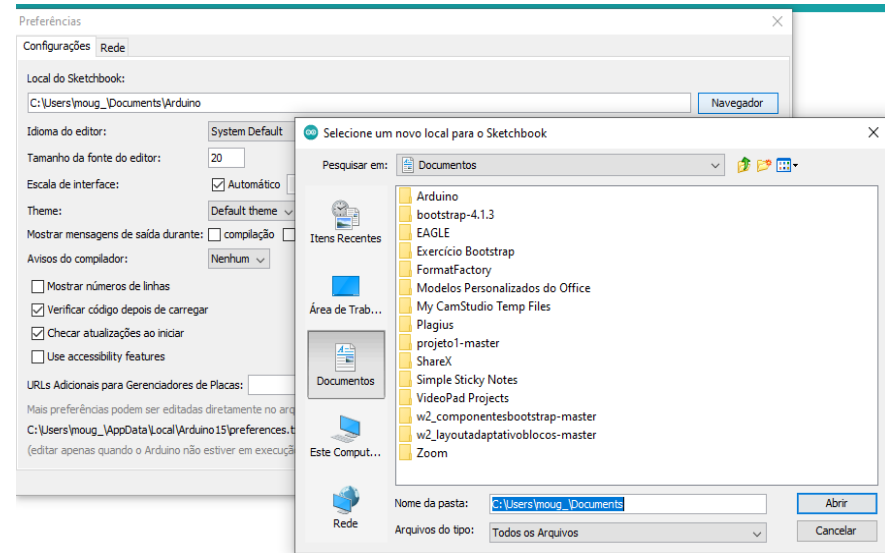 Preferências
Configurações Rede
Local do Sketchbook:
C:\Users\moug_\Documents\Arduino Navegador
Idioma do editor: System Default
Tamanho da fonte do editor: 20
Escala de interface: Automático
Theme: Default theme
Mostrar mensagens de saída durante: compilação
Avisos do compilador: Nenhum
Mostrar números de linhas
Verificar código depois de carregar
Checar atualizações ao iniciar
Use accessibility features
URLs Adicionais para Gerenciadores de Placas:
Mais preferências podem ser editadas diretamente no arq
C:\Users\moug_\AppData\Local\Arduino15\preferences.t
(editar apenas quando o Arduino não estiver em execuçã
Selecione um novo local para o Sketchbook
Pesquisar em: Documentos
Itens Recentes
Área de Trab...
Documentos
Este Comput...
Rede
Arduino
bootstrap-4.1.3
EAGLE
Exercício Bootstrap
FormatFactory
Modelos Personalizados do Office
My CamStudio Temp Files
Plagius
projeto1-master
ShareX
Simple Sticky Notes
VideoPad Projects
w2_componentesbootstrap-master
w2_layoutadaptativoblocos-master
Zoom
Nome da pasta: C:\Users\moug_\Documents Abrir
Arquivos do tipo: Todos os Arquivos Cancelar